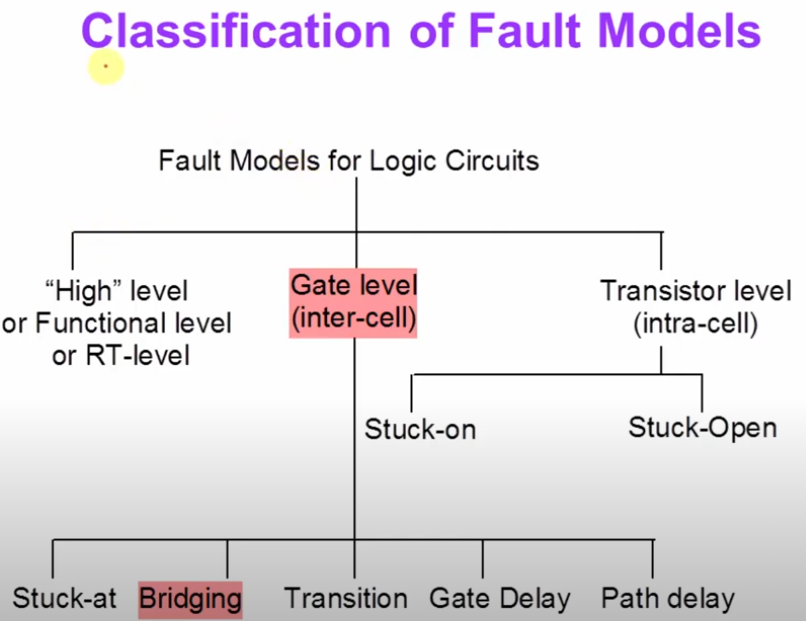 Classification of Fault Models
Fault Models for Logic Circuits
“High” level
or Functional level
or RT-level
Gate level
(inter-cell)
Transistor level
(intra-cell)
Stuck-on
Stuck-Open
Stuck-at
Bridging
Transition
Gate Delay
Path delay